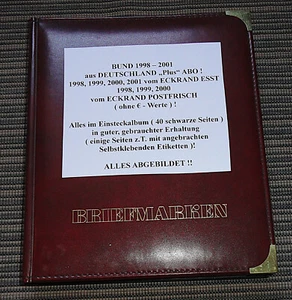 BUND 1998 – 2001
aus DEUTSCHLAND „Plus“ ABO !
1998, 1999, 2000, 2001 vom ECKRAND ESST
1998, 1999, 2000
vom ECKRAND POSTFRISCH
( ohne € - Werte ) !
Alles im Einsteckalbum ( 40 schwarze Seiten )
in guter, gebrauchter Erhaltung
( einige Seiten z.T. mit angebrachten
Selbstklebenden Etiketten )!
ALLES ABGEBILDET !!
BRIEFMARKEN